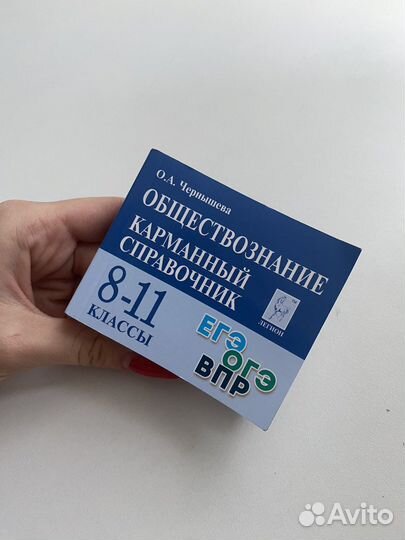 О.А. Чернышева
ОБЩЕСТВОЗНАНИЕ
КАРМАННЫЙ
СПРАВОЧНИК
8-11
КЛАССЫ
ЛЕГИОН
ЕГЭ
ОГЭ
ВПР
Avito